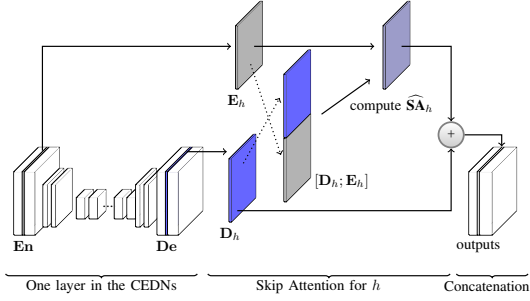 E_h
compute \widehat{SA}_h
+
[D_h; E_h]
En
De
D_h
outputs
One layer in the CEDNs
Skip Attention for h
Concatenation